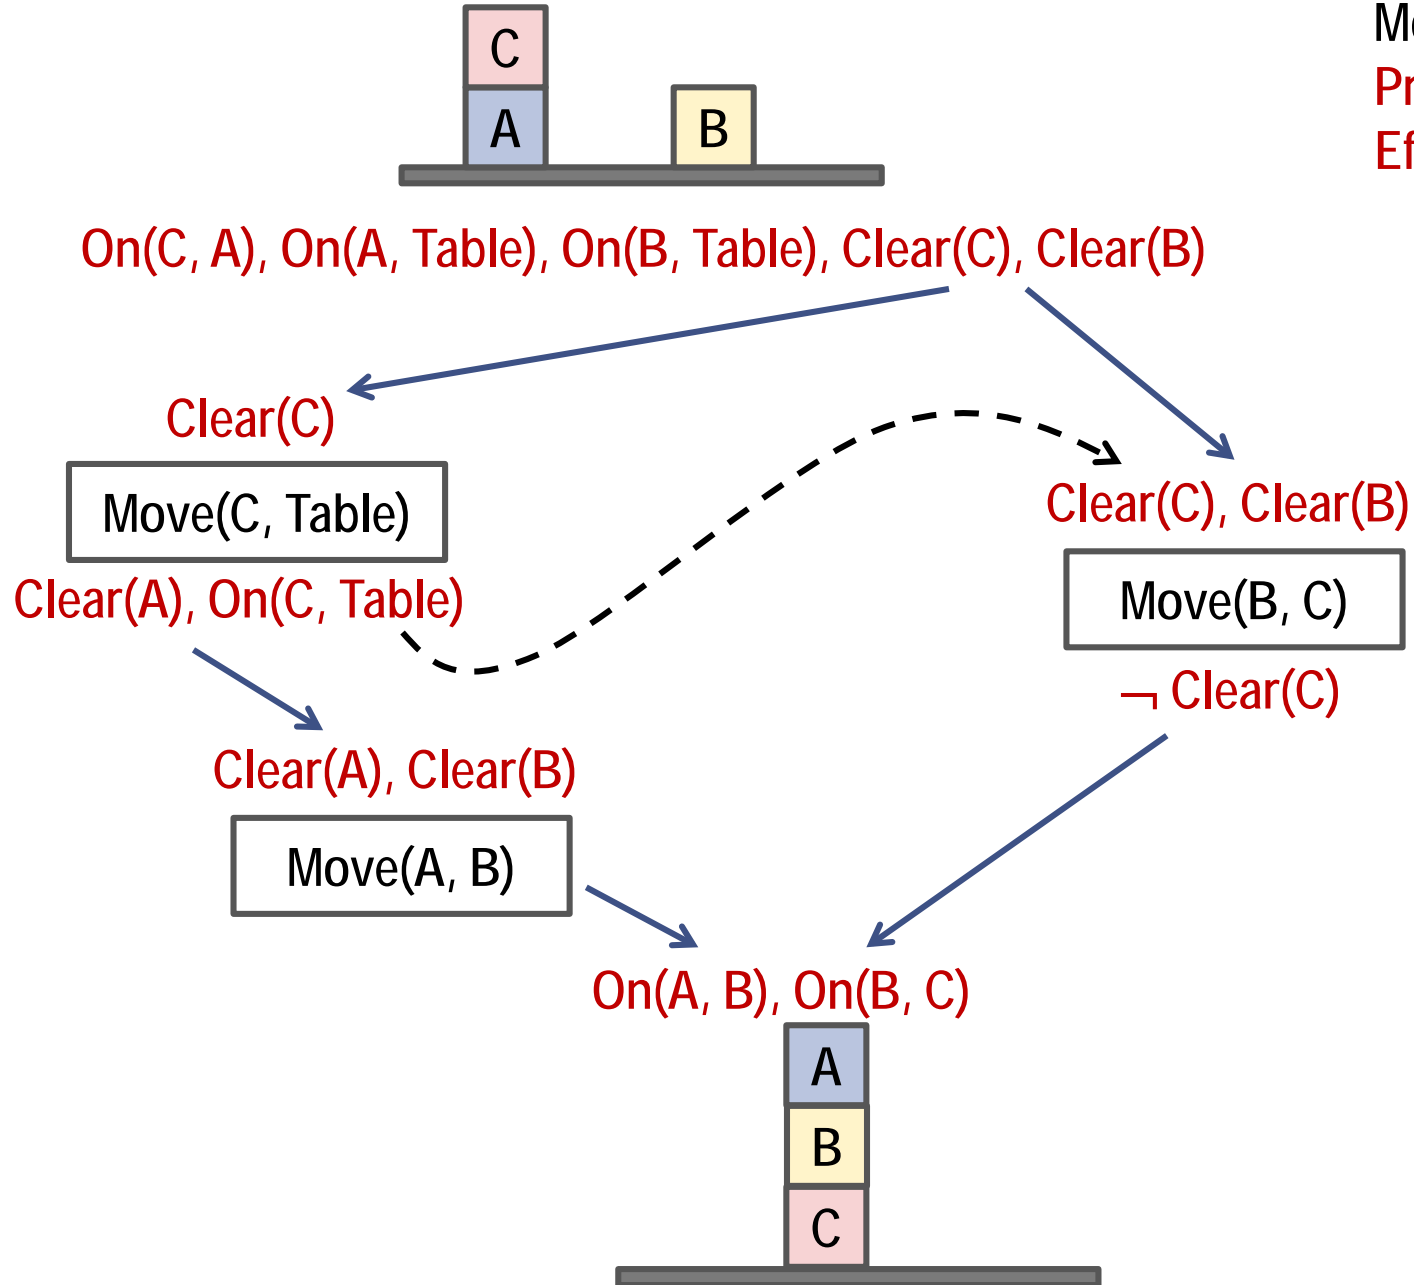 C
A
B
On(C, A), On(A, Table), On(B, Table), Clear(C), Clear(B)
Clear(C)
Move(C, Table)
Clear(A), On(C, Table)
Clear(C), Clear(B)
Move(B, C)
¬ Clear(C)
Clear(A), Clear(B)
Move(A, B)
On(A, B), On(B, C)
A
B
C